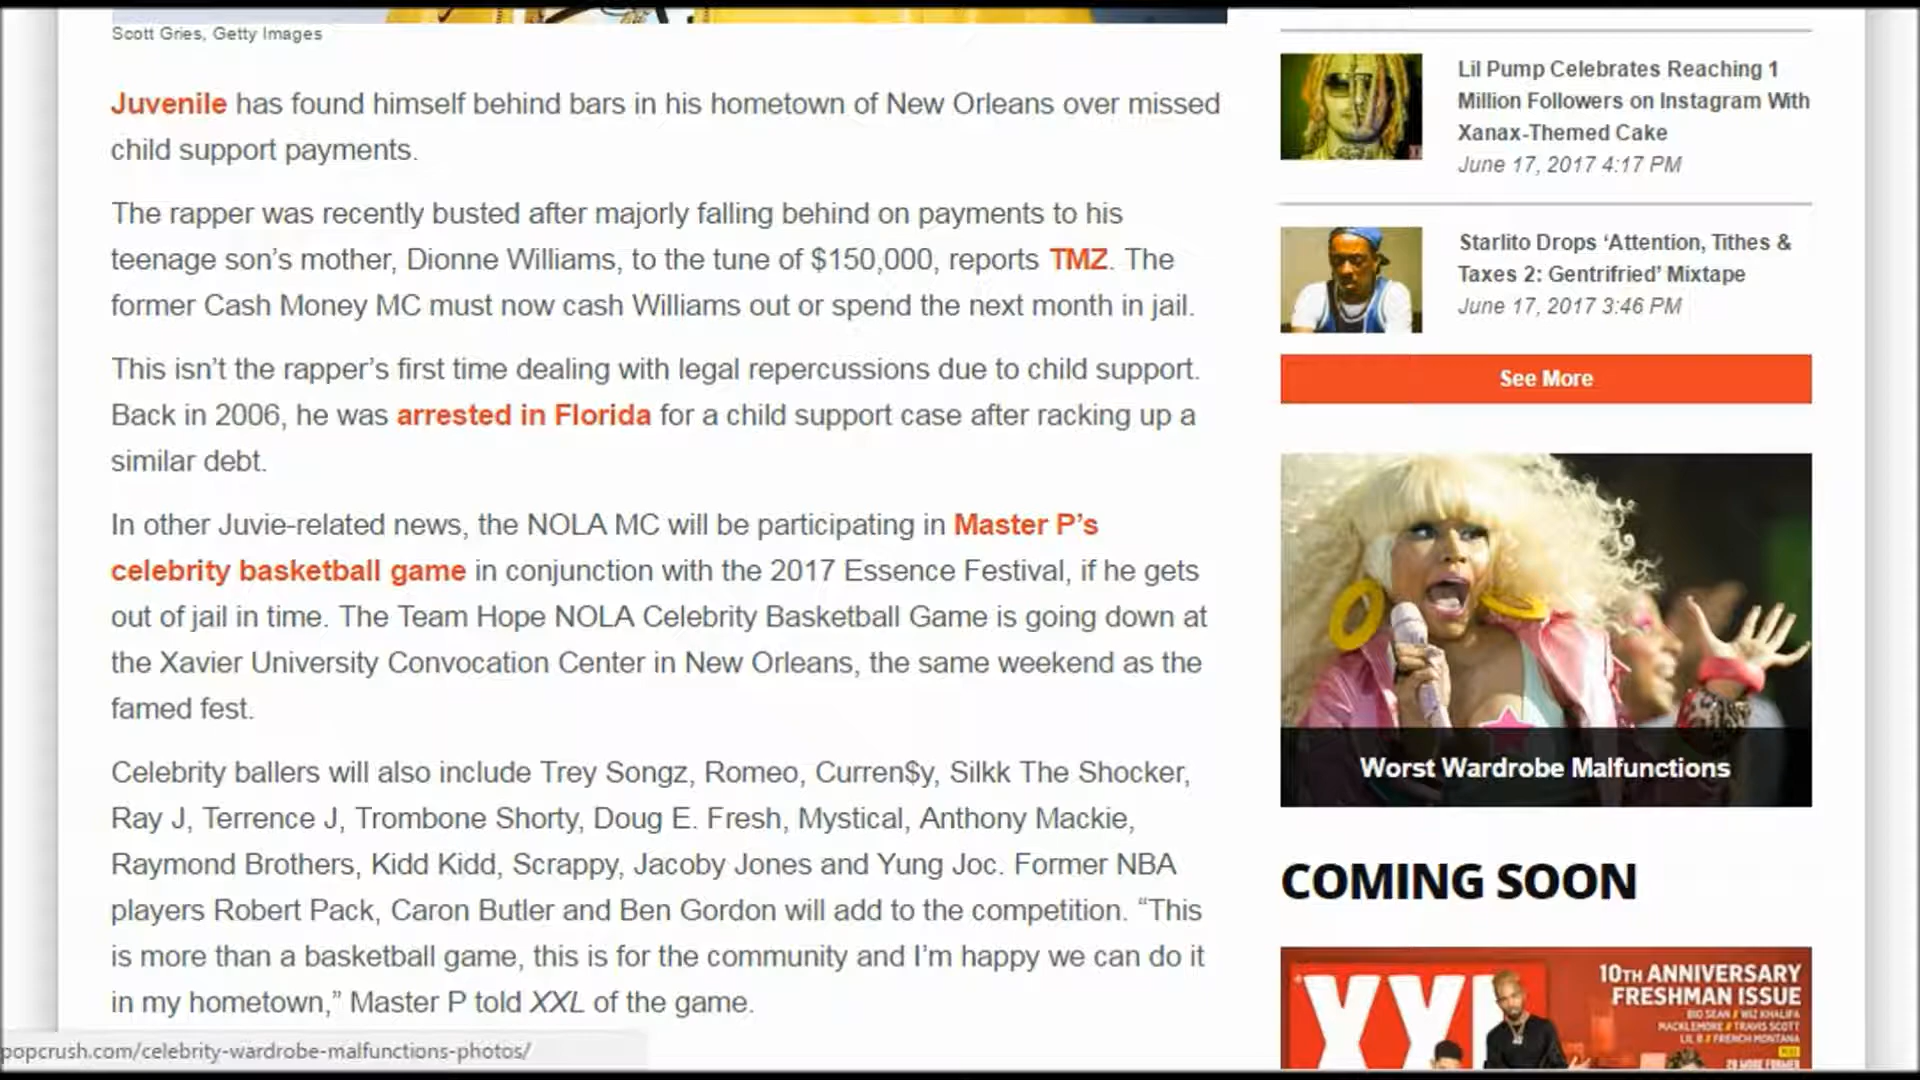 Scott Gries, Getty Images
Juvenile has found himself behind bars in his hometown of New Orleans over missed
child support payments.
The rapper was recently busted after majorly falling behind on payments to his
teenage son’s mother, Dionne Williams, to the tune of $150,000, reports TMZ. The
former Cash Money MC must now cash Williams out or spend the next month in jail.
This isn’t the rapper’s first time dealing with legal repercussions due to child support.
Back in 2006, he was arrested in Florida for a child support case after racking up a
similar debt.
In other Juvie-related news, the NOLA MC will be participating in Master P’s
celebrity basketball game in conjunction with the 2017 Essence Festival, if he gets
out of jail in time. The Team Hope NOLA Celebrity Basketball Game is going down at
the Xavier University Convocation Center in New Orleans, the same weekend as the
famed fest.
Celebrity ballers will also include Trey Songz, Romeo, Curren$y, Silkk The Shocker,
Ray J, Terrence J, Trombone Shorty, Doug E. Fresh, Mystical, Anthony Mackie,
Raymond Brothers, Kidd Kidd, Scrappy, Jacoby Jones and Yung Joc. Former NBA
players Robert Pack, Caron Butler and Ben Gordon will add to the competition. “This
is more than a basketball game, this is for the community and I’m happy we can do it
in my hometown,” Master P told XXL of the game.
popcrush.com/celebrity-wardrobe-malfunctions-photos/
Lil Pump Celebrates Reaching 1
Million Followers on Instagram With
Xanax-Themed Cake
June 17, 2017 4:17 PM
Starlito Drops ‘Attention, Tithes &
Taxes 2: Gentrified’ Mixtape
June 17, 2017 3:46 PM
See More
Worst Wardrobe Malfunctions
COMING SOON
XXL
10TH ANNIVERSARY
FRESHMAN ISSUE
BIG SEAN // WIZ KHALIFA
MACKLEMORE // TRAVIS SCOTT
LIL B // FRENCH MONTANA
PLUS
20 MORE FORMER